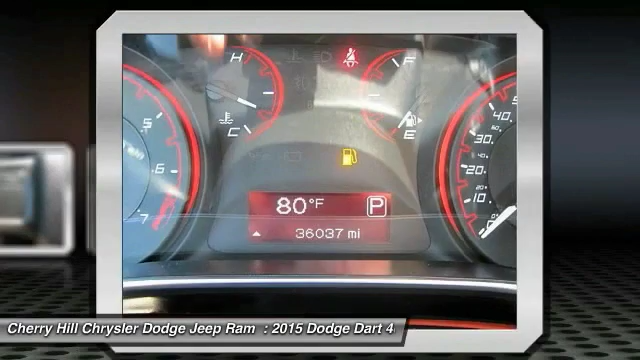 H
F
5
6
7
C
E
40
30
20
10
0
80°F
P
36037 mi
Cherry Hill Chrysler Dodge Jeep Ram : 2015 Dodge Dart 4